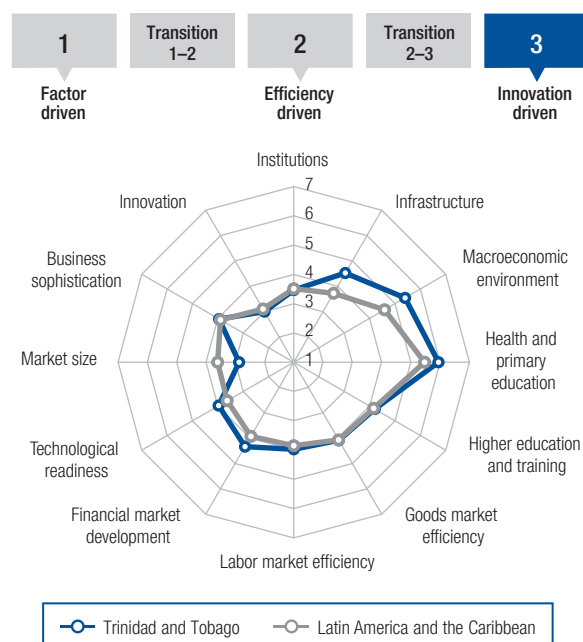 1
Transition
1–2
2
Transition
2–3
3
Factor
driven
Efficiency
driven
Innovation
driven
Institutions
Innovation
Infrastructure
Business
sophistication
Macroeconomic
environment
Market size
Health and
primary
education
Technological
readiness
Higher education
and training
Financial market
development
Goods market
efficiency
Labor market efficiency
7
6
5
4
3
2
1
Trinidad and Tobago
Latin America and the Caribbean